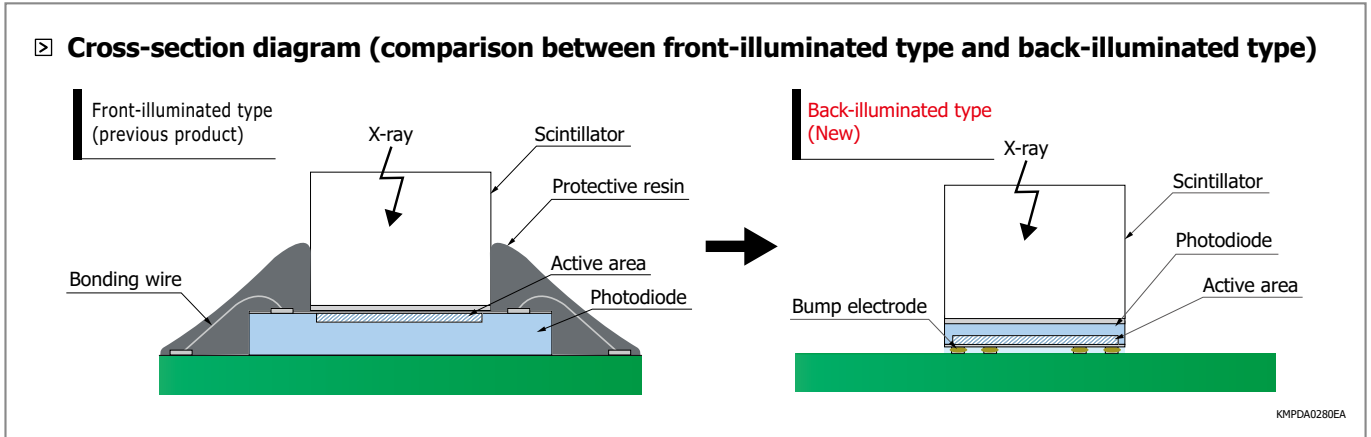 Cross-section diagram (comparison between front-illuminated type and back-illuminated type)
Front-illuminated type
(previous product)
X-ray
Scintillator
Protective resin
Bonding wire
Active area
Photodiode
Back-illuminated type
(New)
X-ray
Scintillator
Photodiode
Active area
Bump electrode
KMPDA0280EA